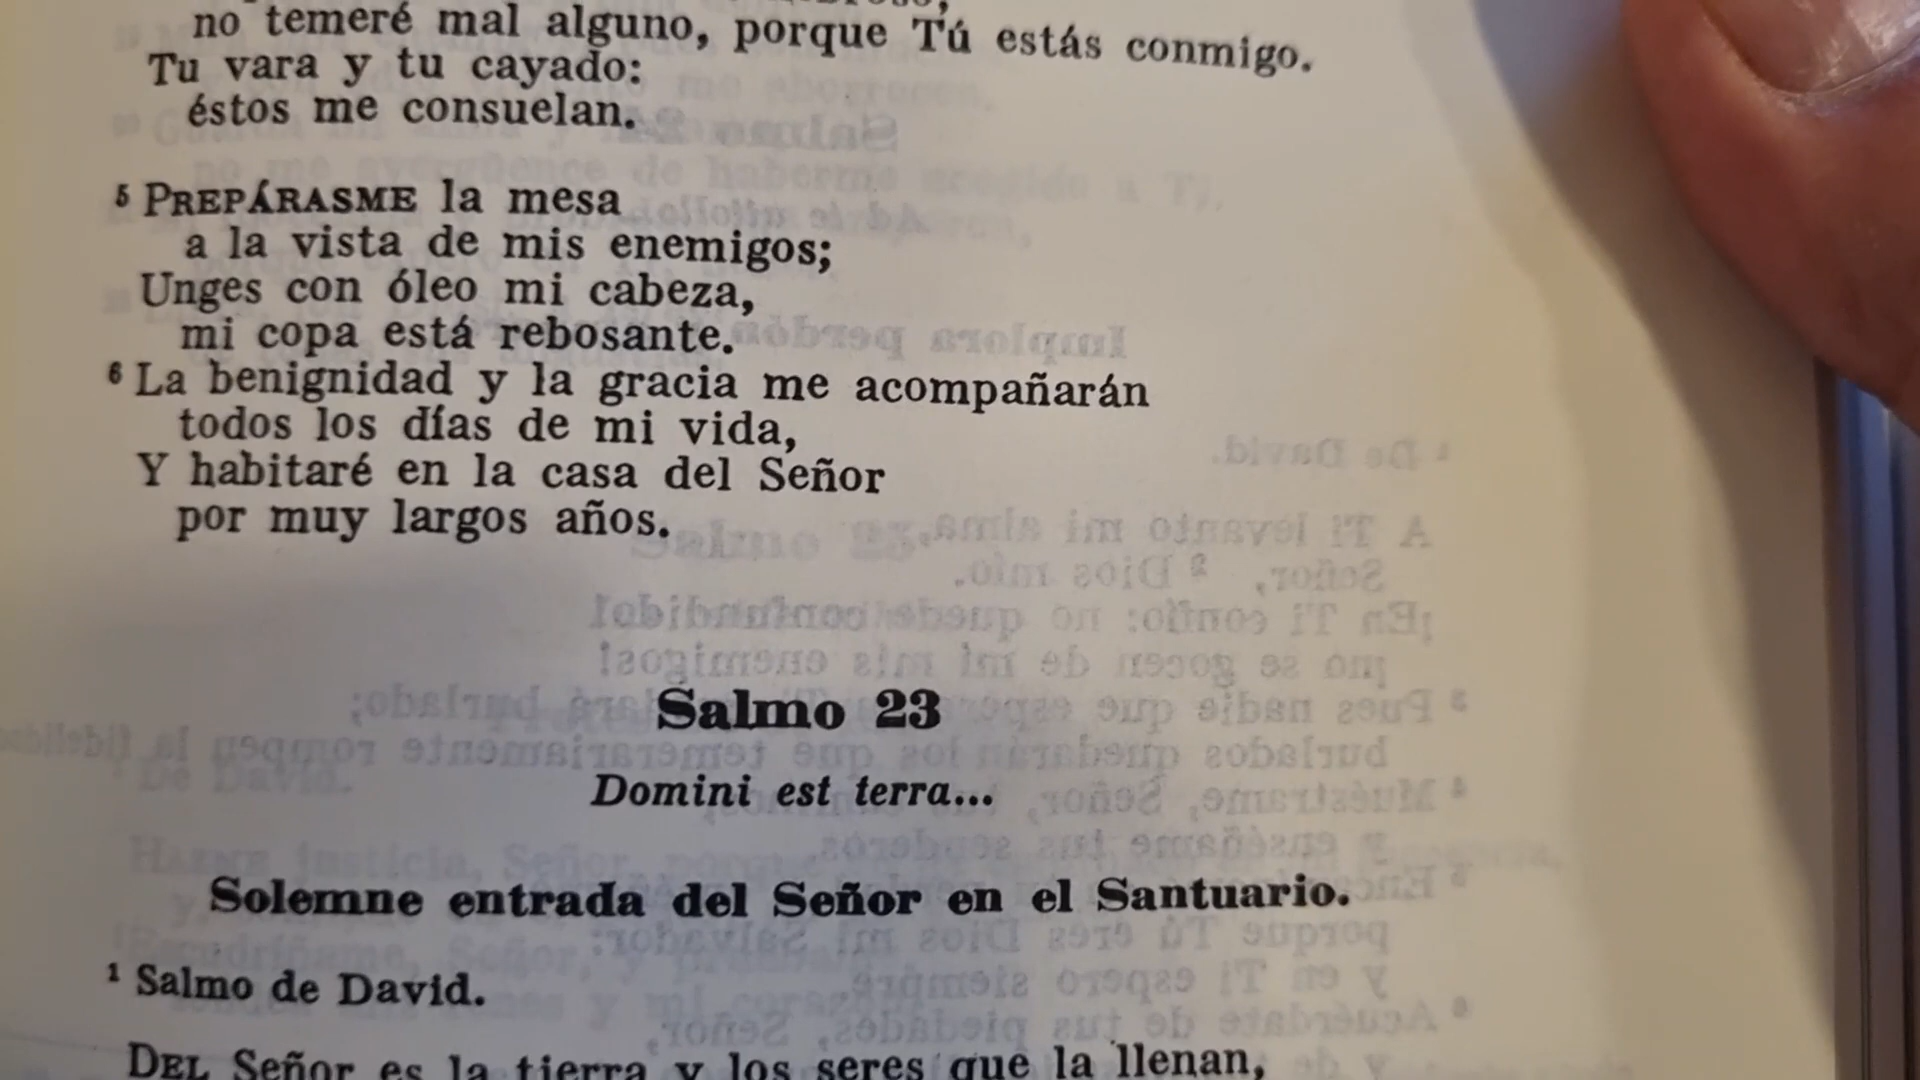 no temeré mal alguno, porque Tú estás conmigo.
Tu vara y tu cayado:
éstos me consuelan.
5 PREPÁRASME la mesa
a la vista de mis enemigos;
Unges con óleo mi cabeza,
mi copa está rebosante.
6 La benignidad y la gracia me acompañarán
todos los días de mi vida,
Y habitaré en la casa del Señor
por muy largos años.
Salmo 23
Domini est terra...
Solemne entrada del Señor en el Santuario.
1 Salmo de David.
DEL Señor es la tierra y los seres que la llenan,